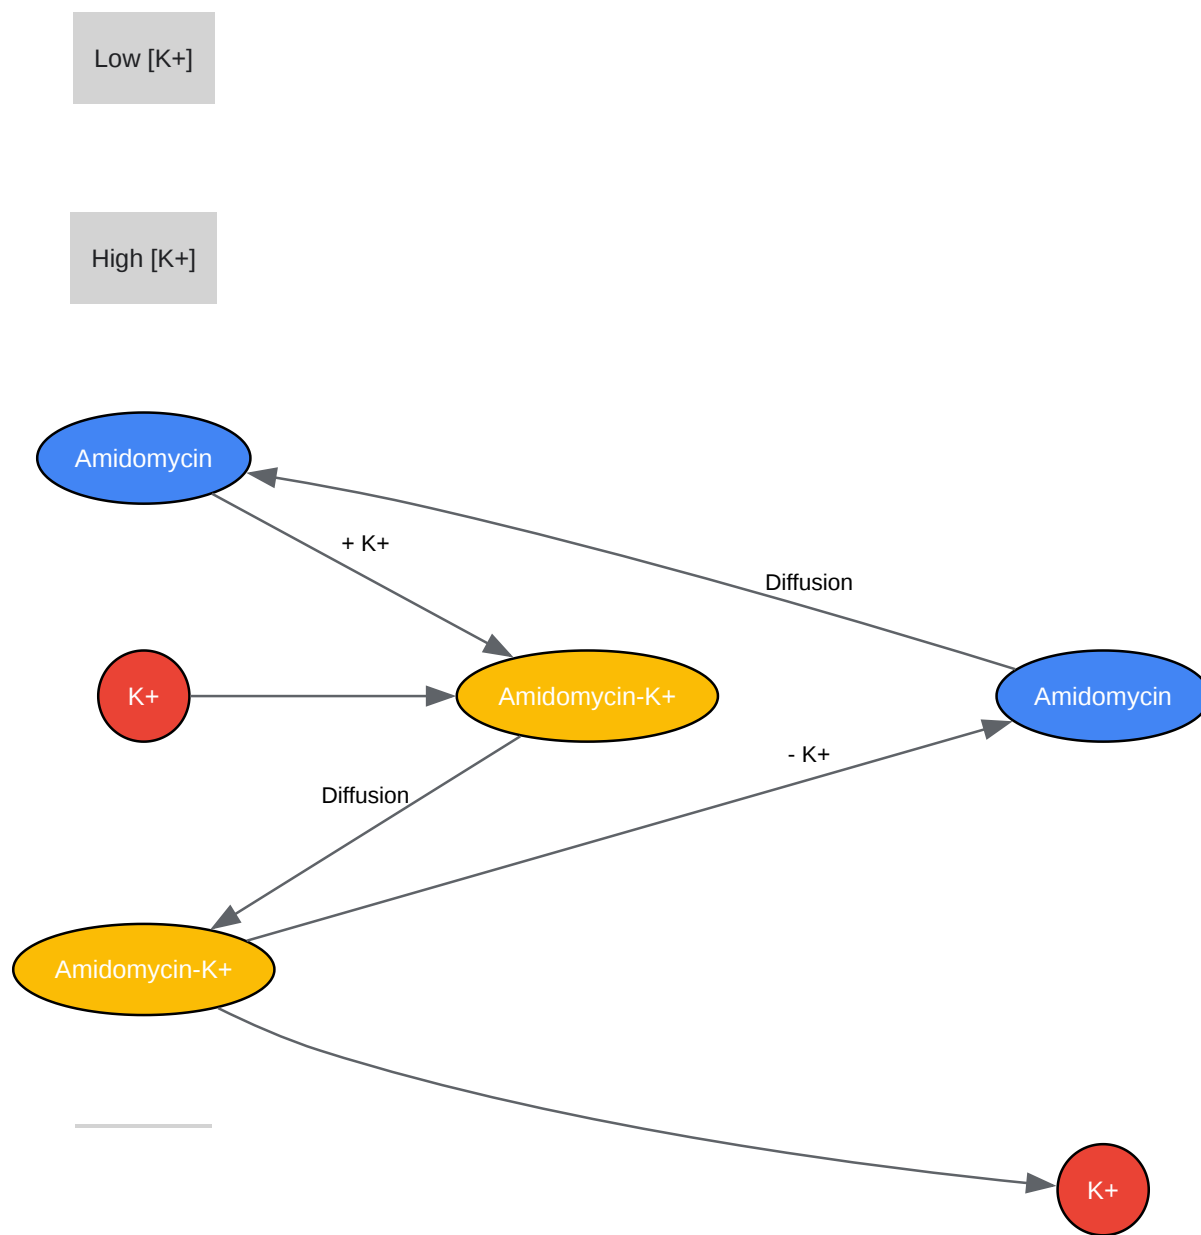 Low [K+]
High [K+]
Amidomycin
+ K+
Diffusion
K+
Amidomycin-K+
Amidomycin
- K+
Diffusion
Amidomycin-K+
K+